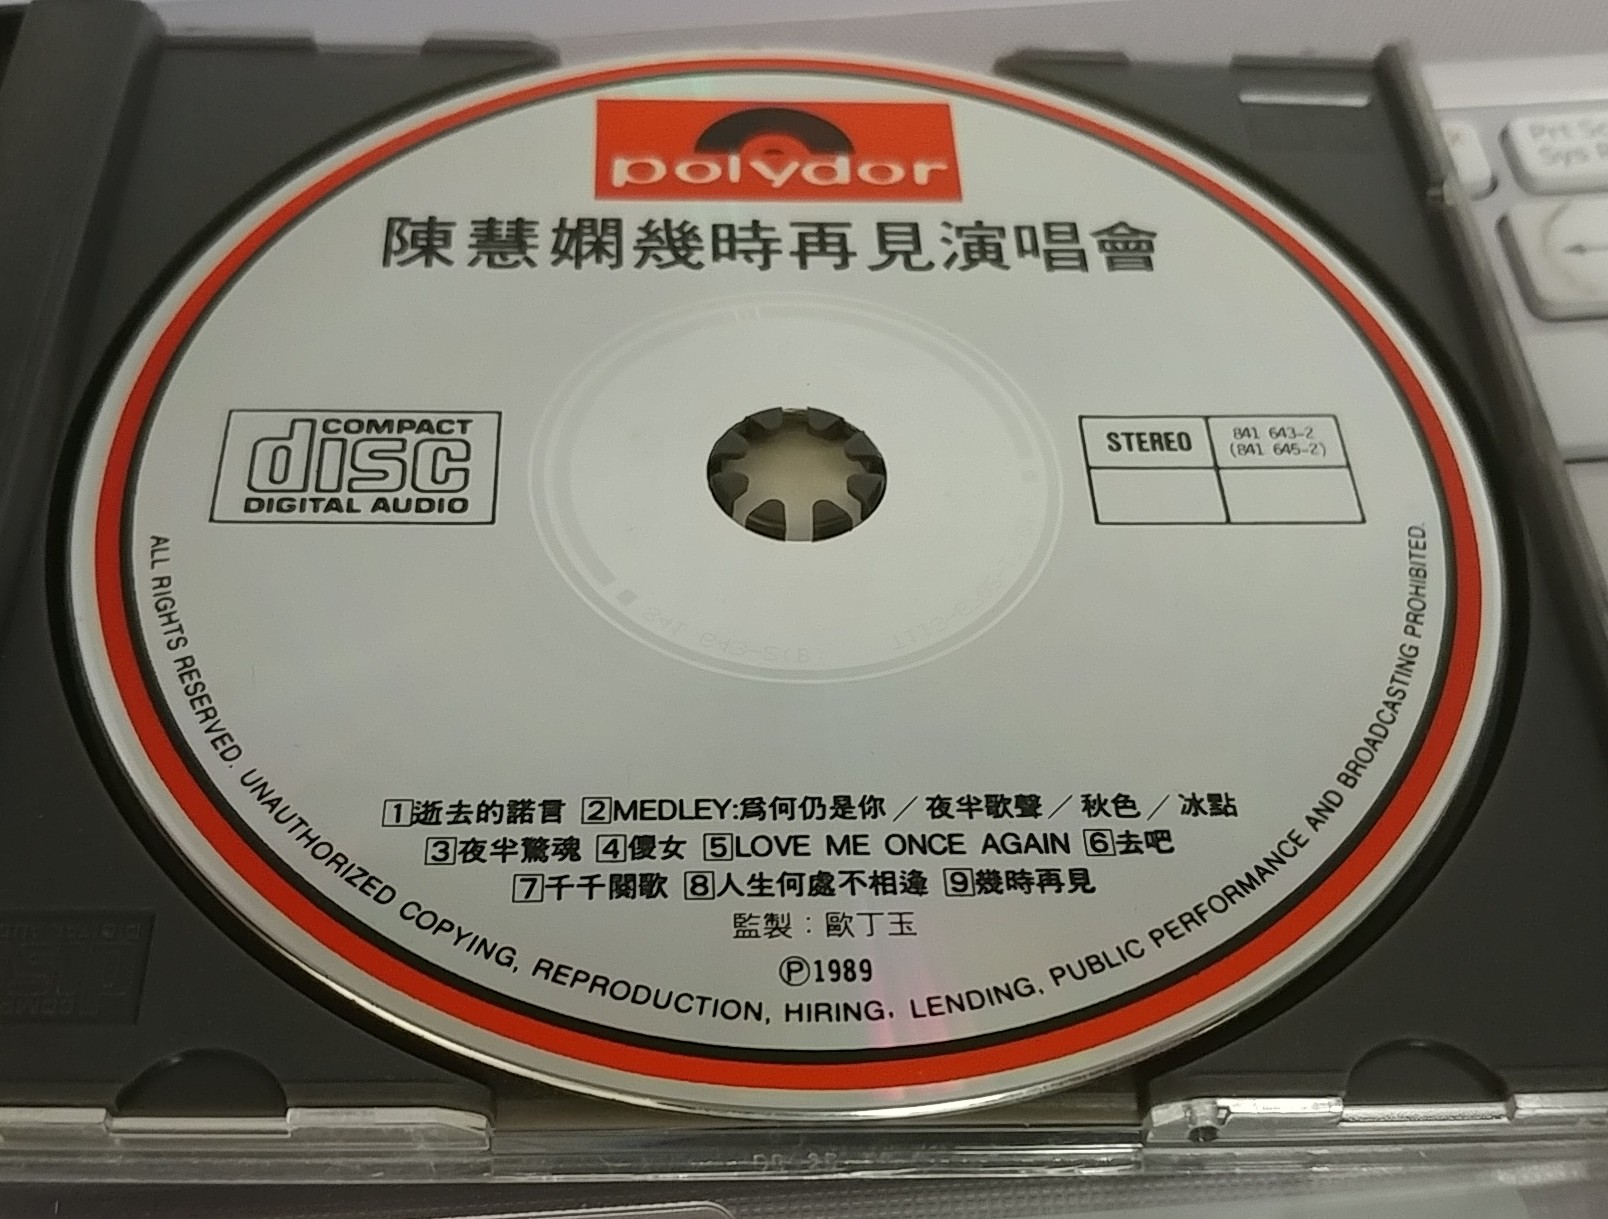 polydor
陳慧嫻幾時再見演唱會
COMPACT
disc
DIGITAL AUDIO
STEREO
841 643-2
(841 645-2)
1逝去的諾言 2MEDLEY:爲何仍是你／夜半歌聲／秋色／冰點
3夜半驚魂 4傻女 5LOVE ME ONCE AGAIN 6去吧
7千千闋歌 8人生何處不相逢 9幾時再見
監製：歐丁玉
Ⓟ1989
ALL RIGHTS RESERVED. UNAUTHORIZED COPYING, REPRODUCTION, HIRING, LENDING, PUBLIC PERFORMANCE AND BROADCASTING PROHIBITED.